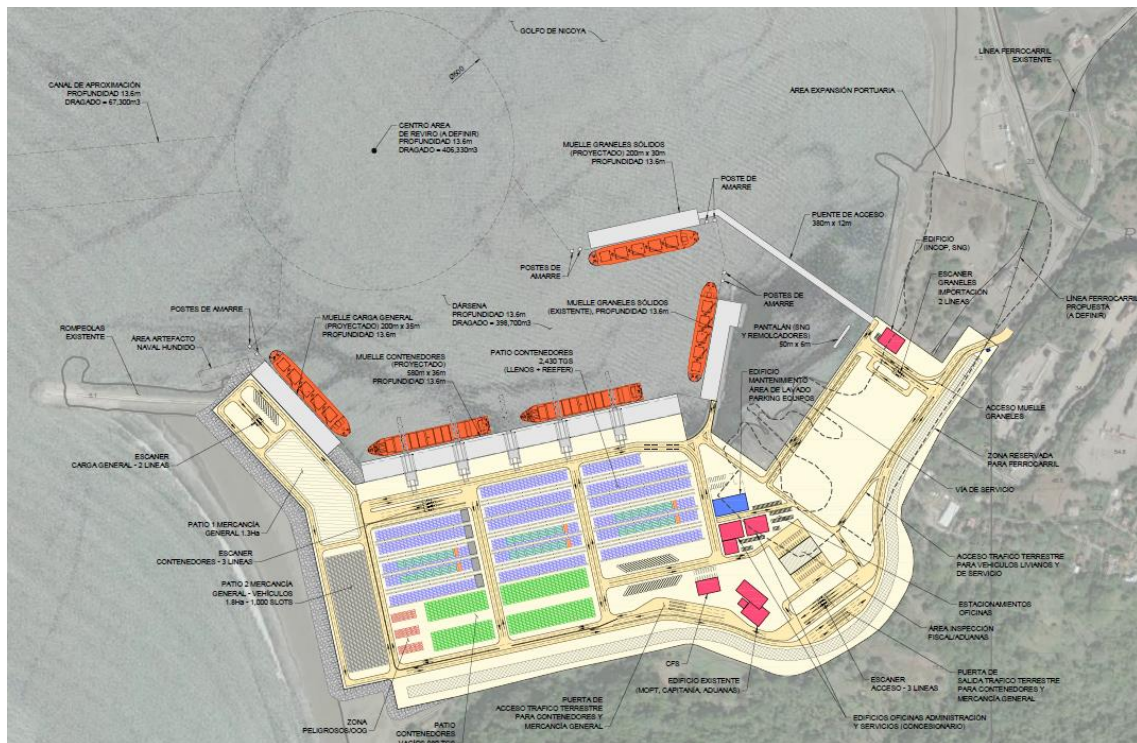 GOLFO DE NICOYA
LÍNEA FERROCARRIL
EXISTENTE
CANAL DE APROXIMACIÓN
PROFUNDIDAD 13.6m
DRAGADO = 67,300m3
Ø500
ÁREA EXPANSIÓN PORTUARIA
CENTRO AREA
DE REVIRO (A DEFINIR)
PROFUNDIDAD 13.6m
DRAGADO = 406,330m3
MUELLE GRANELES SÓLIDOS
(PROYECTADO) 200m x 30m
PROFUNDIDAD 13.6m
POSTE DE
AMARRE
PUENTE DE ACCESO
380m x 12m
EDIFICIO
(INCOP, SNG)
POSTES DE
AMARRE
ESCANER
GRANELES
IMPORTACIÓN
2 LINEAS
POSTES DE
AMARRE
LÍNEA FERROCARRIL
PROPUESTA
(A DEFINIR)
DÁRSENA
PROFUNDIDAD 13.6m
DRAGADO = 398,700m3
MUELLE GRANELES SÓLIDOS
(EXISTENTE), PROFUNDIDAD 13.6m
POSTES DE AMARRE
MUELLE CARGA GENERAL
(PROYECTADO) 200m x 35m
PROFUNDIDAD 13.6m
PANTALÁN (SNG
Y REMOLCADORES)
50m x 6m
ROMPEOLAS
EXISTENTE
ÁREA ARTEFACTO
NAVAL HUNDIDO
MUELLE CONTENEDORES
(PROYECTADO)
580m x 36m
PROFUNDIDAD 13.6m
PATIO CONTENEDORES
2,430 TGS
(LLENOS + REEFER)
EDIFICIO
MANTENIMIENTO
ÁREA DE LAVADO
PARKING EQUIPOS
ACCESO MUELLE
GRANELES
ESCANER
CARGA GENERAL - 2 LINEAS
ZONA RESERVADA
PARA FERROCARRIL
VÍA DE SERVICIO
PATIO 1 MERCANCÍA
GENERAL 1.3Ha
ESCANER
CONTENEDORES - 3 LINEAS
ACCESO TRAFICO TERRESTRE
PARA VEHICULOS LIVIANOS Y
DE SERVICIO
PATIO 2 MERCANCÍA
GENERAL - VEHÍCULOS
1.8Ha - 1,000 SLOTS
ESTACIONAMIENTOS
OFICINAS
ÁREA INSPECCIÓN
FISCAL/ADUANAS
CFS
PUERTA DE
SALIDA TRAFICO TERRESTRE
PARA CONTENEDORES Y
MERCANCÍA GENERAL
EDIFICIO EXISTENTE
(MOPT, CAPITANÍA, ADUANAS)
ESCANER
ACCESO - 3 LINEAS
PUERTA DE
ACCESO TRAFICO TERRESTRE
PARA CONTENEDORES Y
MERCANCÍA GENERAL
EDIFICIOS OFICINAS ADMINISTRACIÓN
Y SERVICIOS (CONCESIONARIO)
ZONA
PELIGROSOS/OOG
PATIO
CONTENEDORES